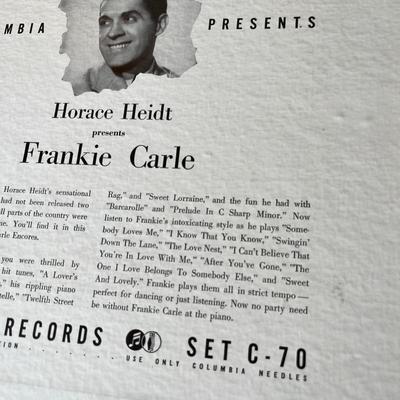 MBIA PRESENTS
Horace Heidt
presents
Frankie Carle
Horace Heidt's sensational
had not been released two
ll parts of the country were
me. You'll find it in this
arle Encores.
you were thrilled by
hit tunes, "A Lover's
," his rippling piano
telle," "Twelfth Street
Rag," and "Sweet Lorraine," and the fun he had with
"Barcarolle" and "Prelude In C Sharp Minor." Now
listen to Frankie's intoxicating style as he plays "Some-
body Loves Me," "I Know That You Know," "Swingin'
Down The Lane," "The Love Nest," "I Can't Believe That
You're In Love With Me," "After You've Gone," "The
One I Love Belongs To Somebody Else," and "Sweet
And Lovely." Frankie plays them all in strict tempo —
perfect for dancing or just listening. Now no party need
be without Frankie Carle at the piano.
RECORDS SET C-70
TION . . . . . . . USE ONLY COLUMBIA NEEDLES